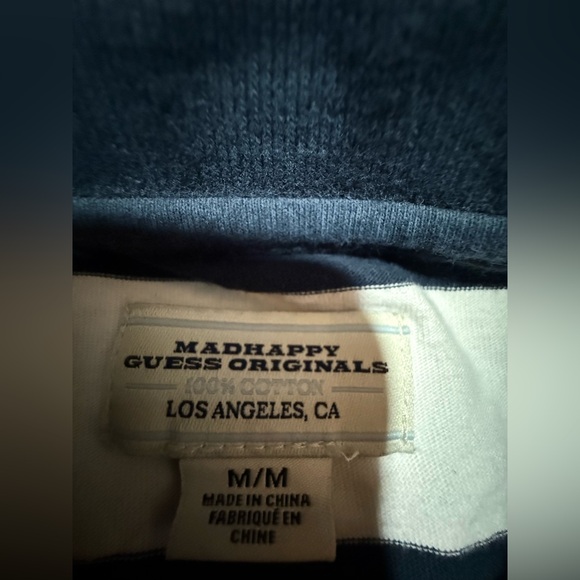 MADHAPPY
GUESS ORIGINALS
100% COTTON
LOS ANGELES, CA
M/M
MADE IN CHINA
FABRIQUÉ EN
CHINE